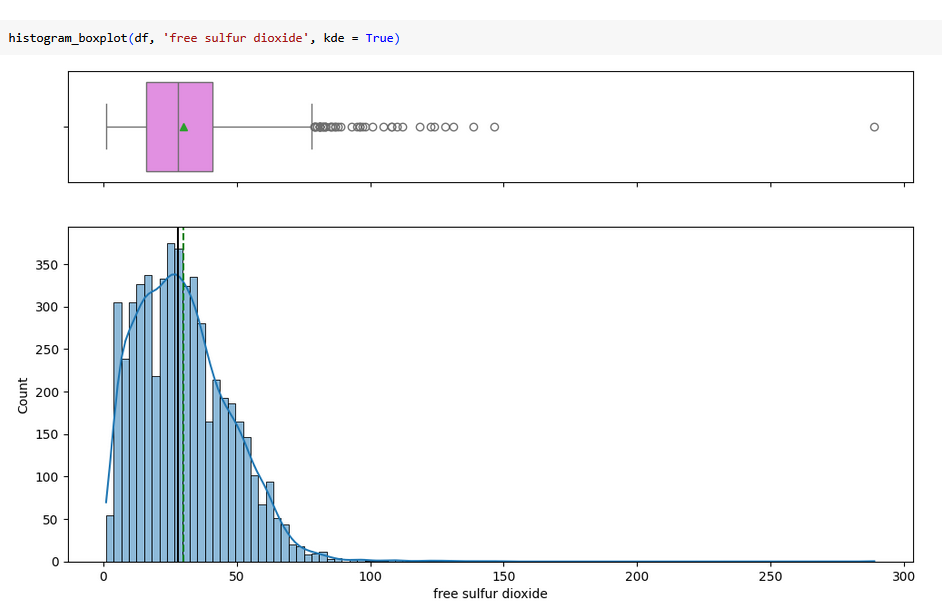 histogram_boxplot(df, 'free sulfur dioxide', kde = True)
350
300
250
200
150
100
50
0
Count
0 50 100 150 200 250 300
free sulfur dioxide